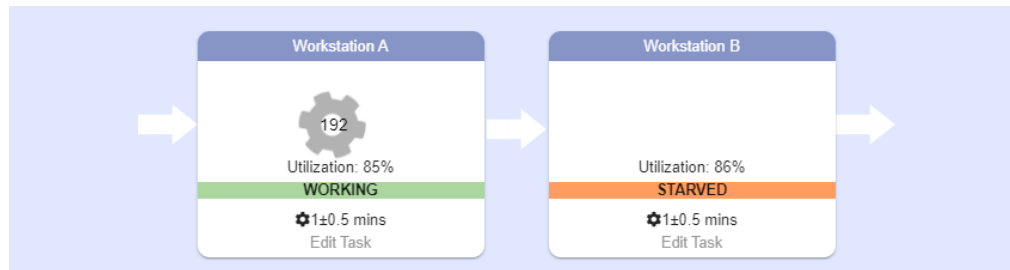 Workstation A
192
Utilization: 85%
WORKING
1±0.5 mins
Edit Task
Workstation B
Utilization: 86%
STARVED
1±0.5 mins
Edit Task